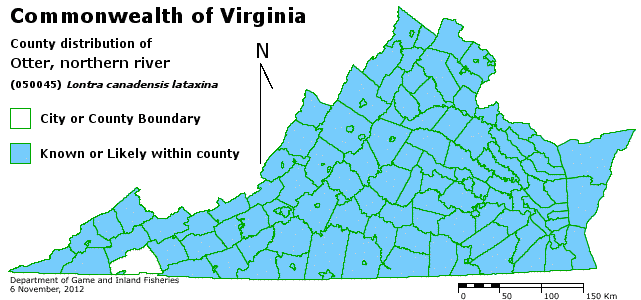 Commonwealth of Virginia
County distribution of
Otter, northern river
(050045) Lontra canadensis lataxina
N
City or County Boundary
Known or Likely within county
Department of Game and Inland Fisheries
6 November, 2012
0 50 100 150 Km